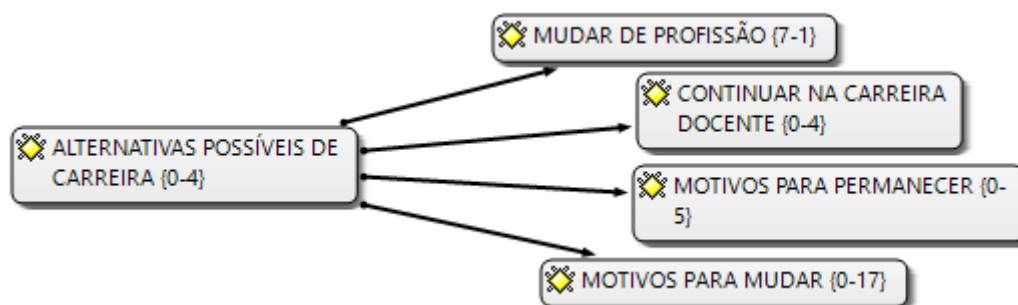 MUDAR DE PROFISSÃO {7-1}
CONTINUAR NA CARREIRA
DOCENTE {0-4}
ALTERNATIVAS POSSÍVEIS DE
CARREIRA {0-4}
MOTIVOS PARA PERMANECER {0-
5}
MOTIVOS PARA MUDAR {0-17}